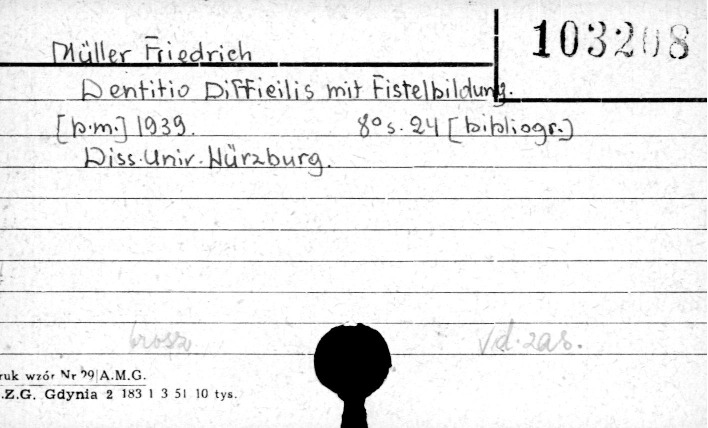 103208
Müller Friedrich
Dentitio Difficilis mit Fistelbildung.
[b.m.] 1939. 8° s. 24 [bibliogr.]
Diss. Univ. Würzburg.
brosz
ruk wzór Nr 29 A.M.G.
.Z.G. Gdynia 2 183 1 3 51 10 tys.